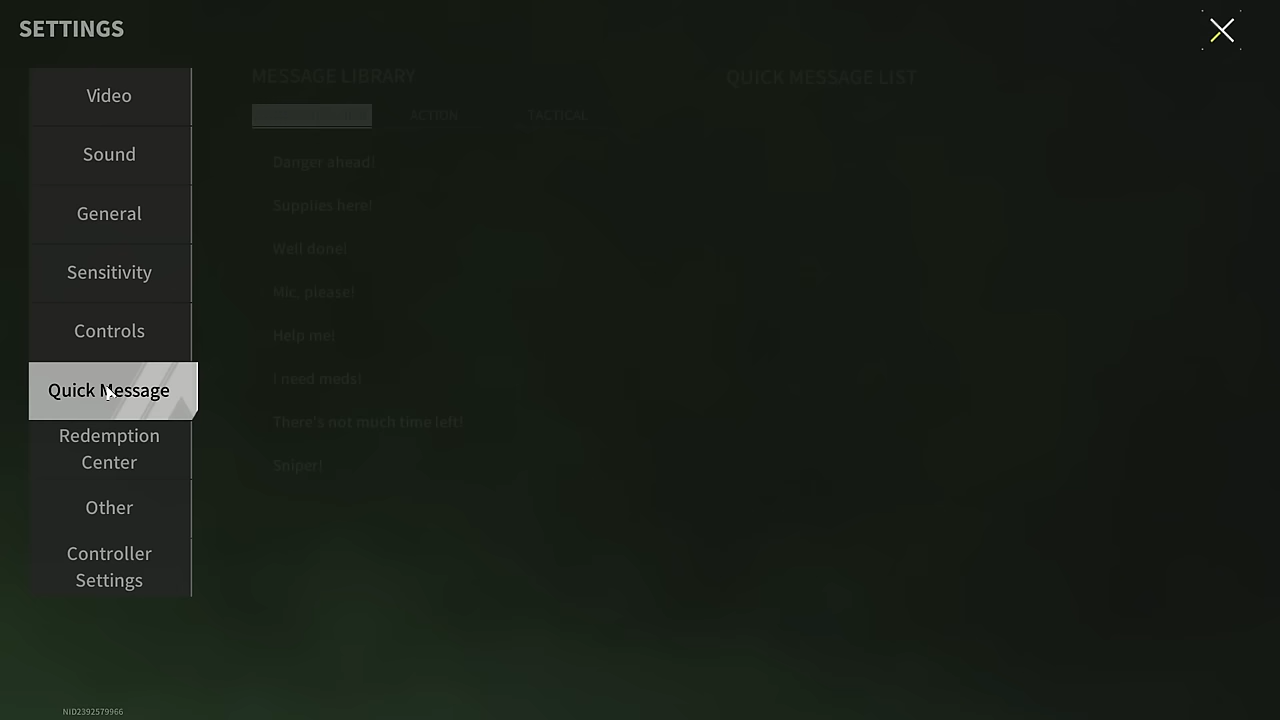 SETTINGS
Video
Sound
General
Sensitivity
Controls
Quick Message
Redemption
Center
Other
Controller
Settings
MESSAGE LIBRARY
ACTION
TACTICAL
Danger ahead!
Supplies here!
Well done!
Mic, please!
Help me!
I need meds!
There's not much time left!
Sniper!
QUICK MESSAGE LIST
NID2392579966